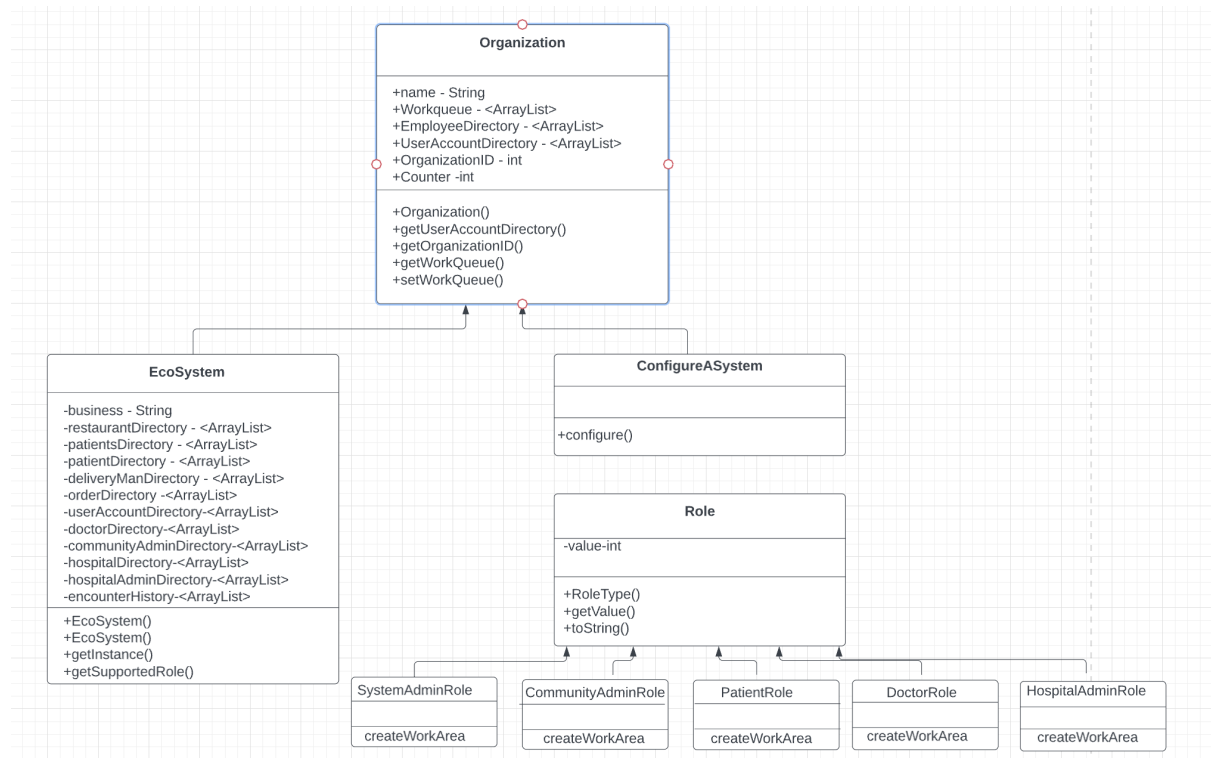 Organization
+name - String
+Workqueue - <ArrayList>
+EmployeeDirectory - <ArrayList>
+UserAccountDirectory - <ArrayList>
+OrganizationID - int
+Counter -int
+Organization()
+getUserAccountDirectory()
+getOrganizationID()
+getWorkQueue()
+setWorkQueue()
EcoSystem
-business - String
-restaurantDirectory - <ArrayList>
-patientsDirectory - <ArrayList>
-patientDirectory - <ArrayList>
-deliveryManDirectory - <ArrayList>
-orderDirectory -<ArrayList>
-userAccountDirectory-<ArrayList>
-doctorDirectory-<ArrayList>
-communityAdminDirectory-<ArrayList>
-hospitalDirectory-<ArrayList>
-hospitalAdminDirectory-<ArrayList>
-encounterHistory-<ArrayList>
+EcoSystem()
+EcoSystem()
+getInstance()
+getSupportedRole()
ConfigureASystem
+configure()
Role
-value-int
+RoleType()
+getValue()
+toString()
SystemAdminRole
createWorkArea
CommunityAdminRole
createWorkArea
PatientRole
createWorkArea
DoctorRole
createWorkArea
HospitalAdminRole
createWorkArea